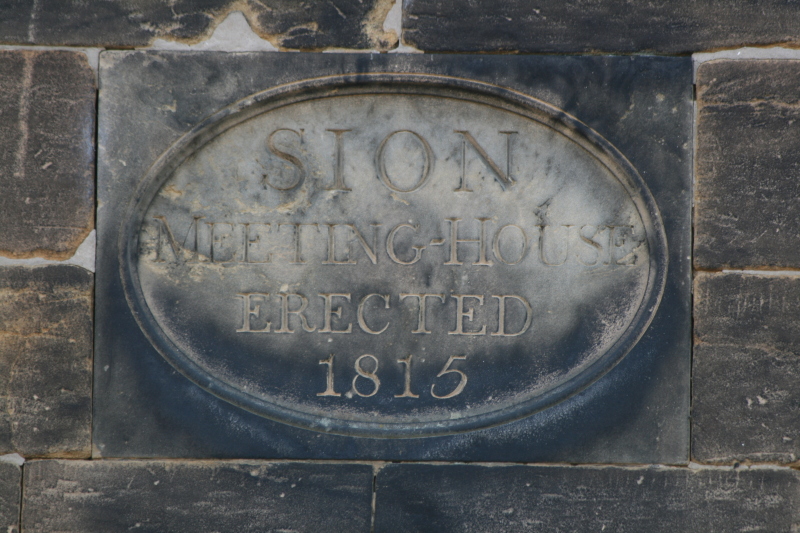 SION
MEETING-HOUSE
ERECTED
1815